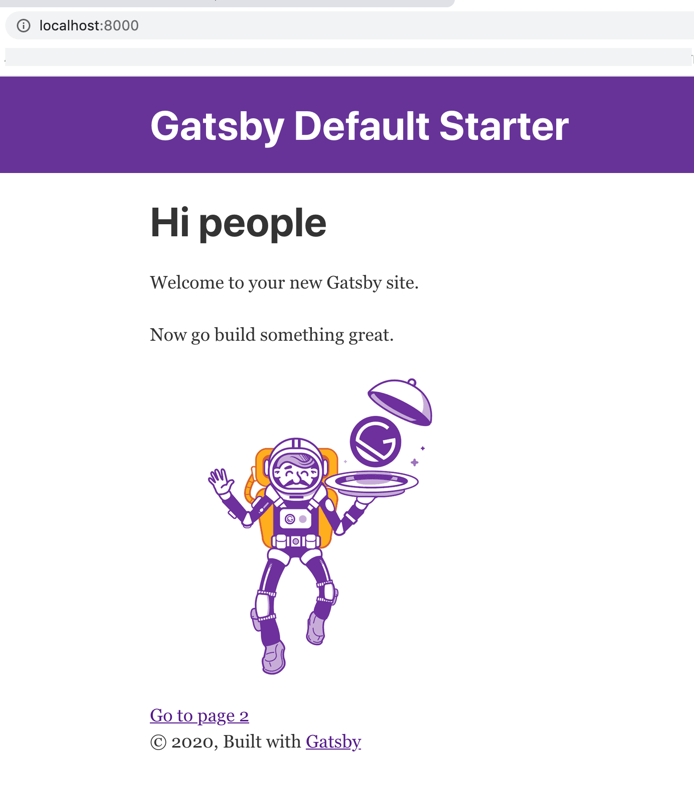 localhost:8000
Gatsby Default Starter
Hi people
Welcome to your new Gatsby site.
Now go build something great.
Go to page 2
© 2020, Built with Gatsby